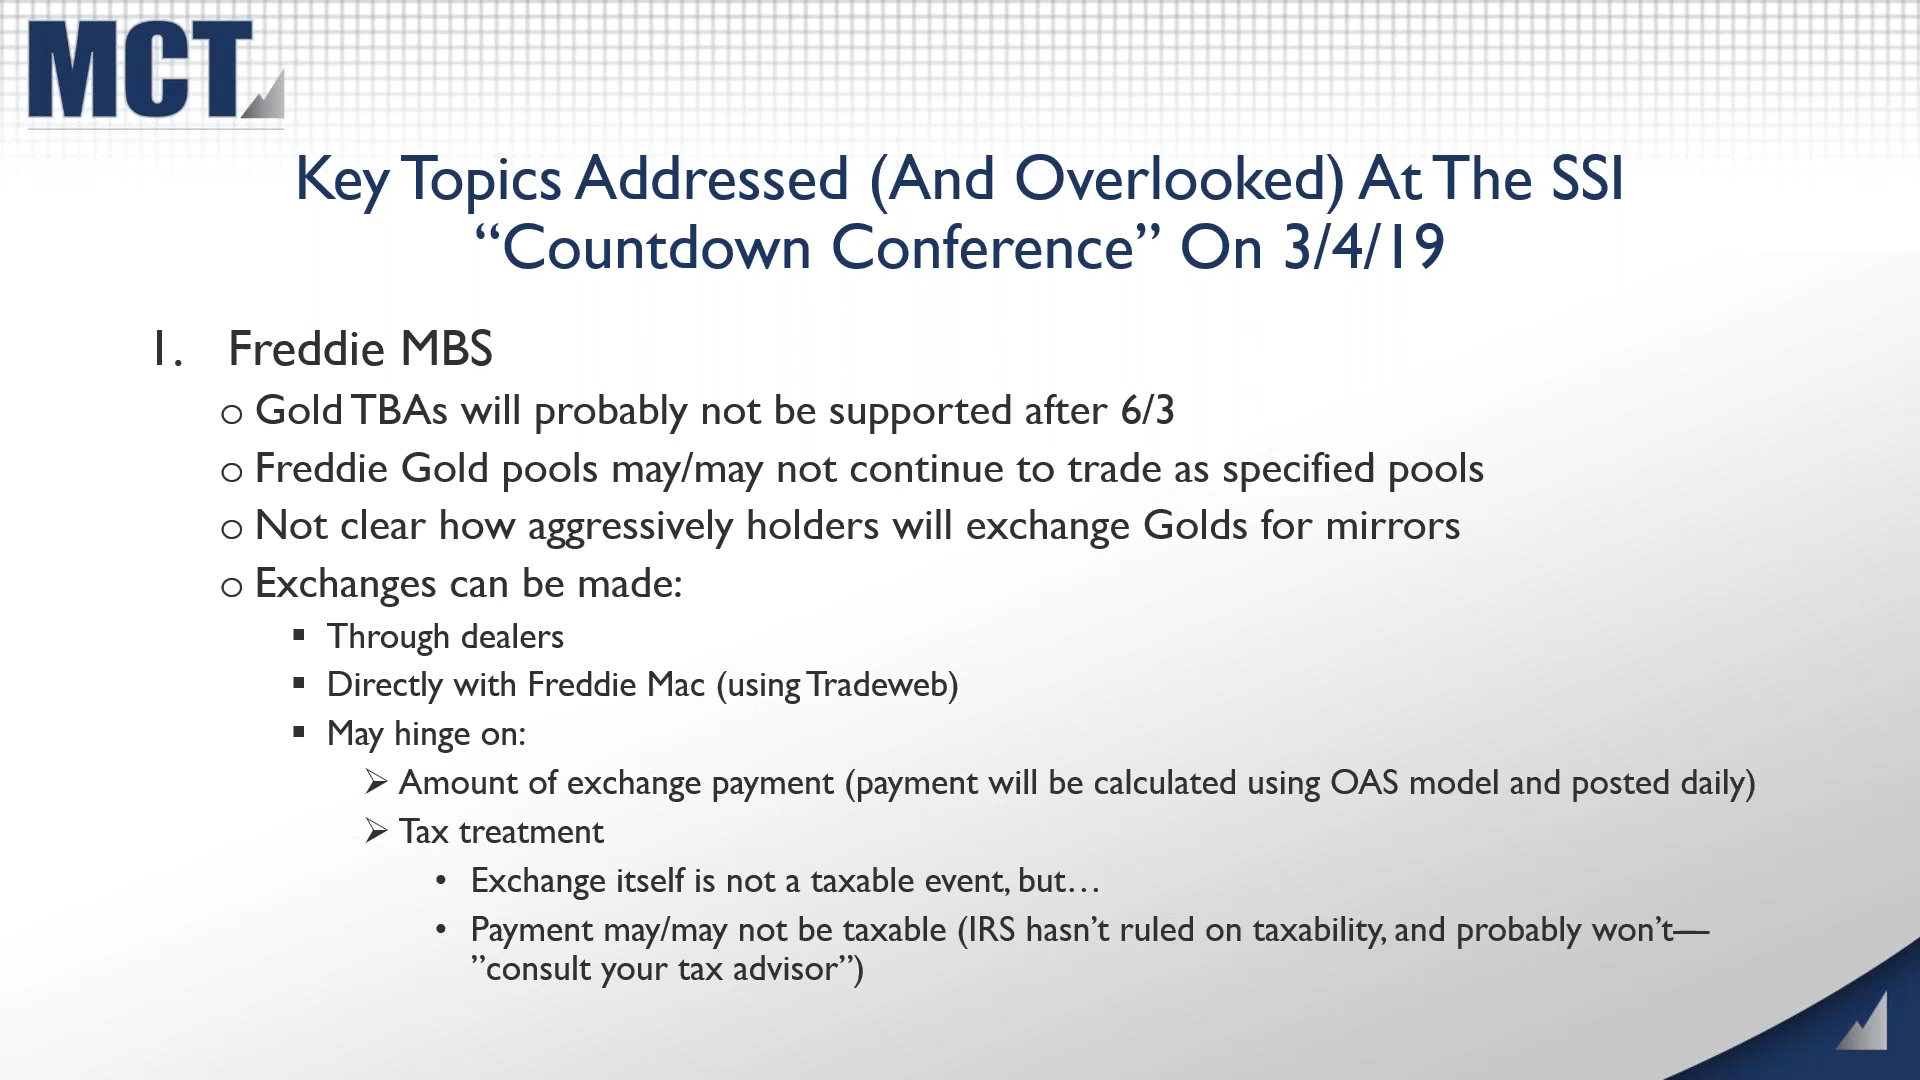 MCT
Key Topics Addressed (And Overlooked) At The SSI
“Countdown Conference” On 3/4/19
1. Freddie MBS
o Gold TBAs will probably not be supported after 6/3
o Freddie Gold pools may/may not continue to trade as specified pools
o Not clear how aggressively holders will exchange Golds for mirrors
o Exchanges can be made:
▪ Through dealers
▪ Directly with Freddie Mac (using Tradeweb)
▪ May hinge on:
➢ Amount of exchange payment (payment will be calculated using OAS model and posted daily)
➢ Tax treatment
• Exchange itself is not a taxable event, but…
• Payment may/may not be taxable (IRS hasn’t ruled on taxability, and probably won’t—
”consult your tax advisor”)